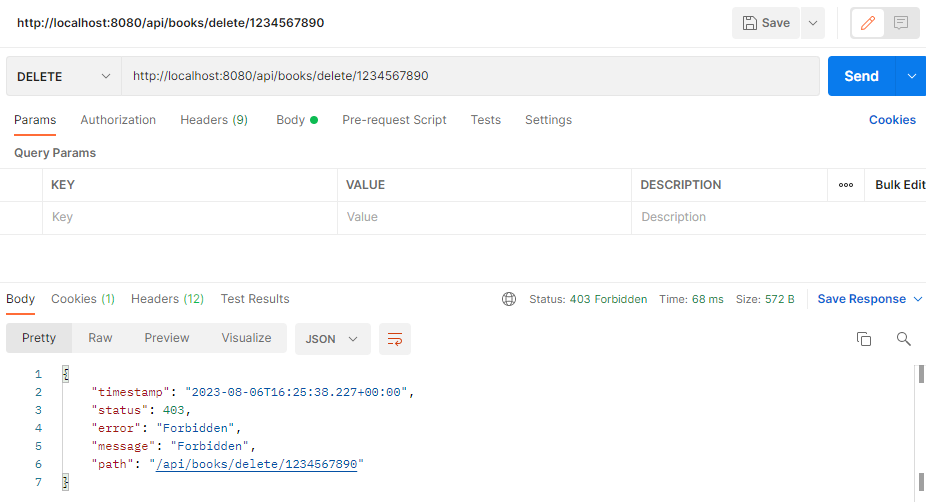 http://localhost:8080/api/books/delete/1234567890 Save
DELETE http://localhost:8080/api/books/delete/1234567890 Send
Params Authorization Headers (9) Body Pre-request Script Tests Settings Cookies
Query Params
KEY VALUE DESCRIPTION ooo Bulk Edit
Key Value Description
Body Cookies (1) Headers (12) Test Results Status: 403 Forbidden Time: 68 ms Size: 572 B Save Response
Pretty Raw Preview Visualize JSON
1 {
2 "timestamp": "2023-08-06T16:25:38.227+00:00",
3 "status": 403,
4 "error": "Forbidden",
5 "message": "Forbidden",
6 "path": "/api/books/delete/1234567890"
7 }